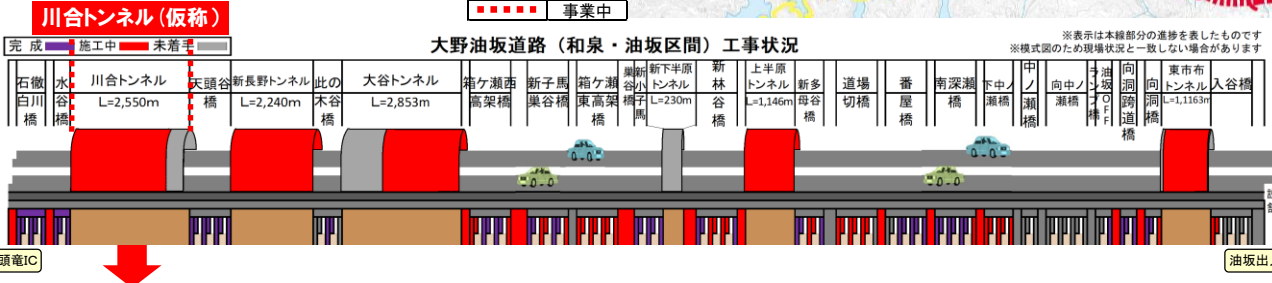 川合トンネル(仮称)
事業中
完成 施工中 未着手
大野油坂道路（和泉・油坂区間）工事状況
※表示は本線部分の進捗を表したものです
※模式図のため現場状況と一致しない場合があります
石徹白川橋
水谷橋
川合トンネル
L=2,550m
天頭谷橋
新長野トンネル
L=2,240m
此の木谷橋
大谷トンネル
L=2,853m
箱ケ瀬西高架橋
新子馬巣谷橋
箱ケ瀬東高架橋
新小子馬巣谷橋
新下半原トンネル
L=230m
新林谷橋
上半原トンネル
L=1,146m
新多母谷橋
道場切橋
番屋橋
南深瀬橋
下中ノ瀬橋
中ノ瀬橋
向中ノ瀬橋
油坂OFFランプ橋
向洞跨道橋
向洞橋
東市布トンネル
L=1,1163m
入谷橋
頭竜IC
油坂出